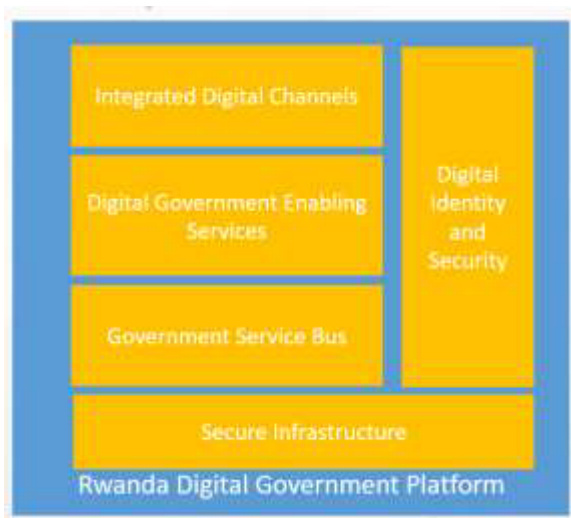 Integrated Digital Channels
Digital Government Enabling
Services
Government Service Bus
Digital
Identity
and
Security
Secure Infrastructure
Rwanda Digital Government Platform